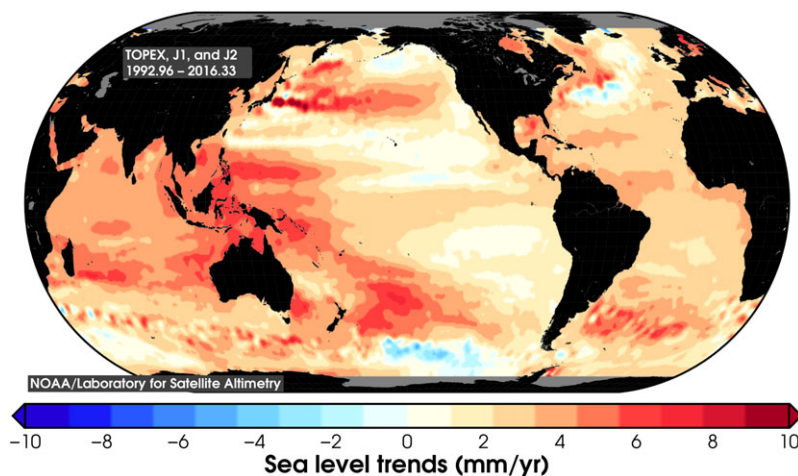 TOPEX, J1, and J2
1992.96 – 2016.33
NOAA/Laboratory for Satellite Altimetry
−10 −8 −6 −4 −2 0 2 4 6 8 10
Sea level trends (mm/yr)